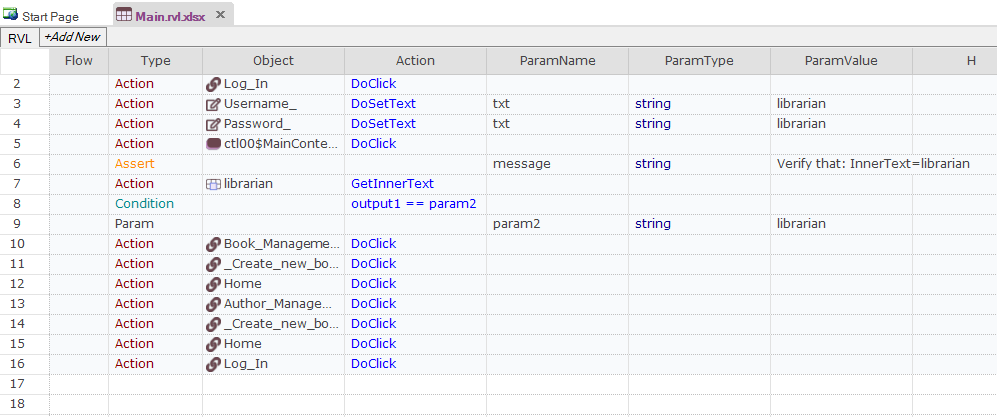 Start Page Main.rvl.xlsx
RVL +Add New
Flow Type Object Action ParamName ParamType ParamValue H
2 Action Log_In DoClick
3 Action Username_ DoSetText txt string librarian
4 Action Password_ DoSetText txt string librarian
5 Action ctl00$MainConte... DoClick
6 Assert message string Verify that: InnerText=librarian
7 Action librarian GetInnerText
8 Condition output1 == param2
9 Param param2 string librarian
10 Action Book_Manageme... DoClick
11 Action _Create_new_bo... DoClick
12 Action Home DoClick
13 Action Author_Manage... DoClick
14 Action _Create_new_bo... DoClick
15 Action Home DoClick
16 Action Log_In DoClick
17
18